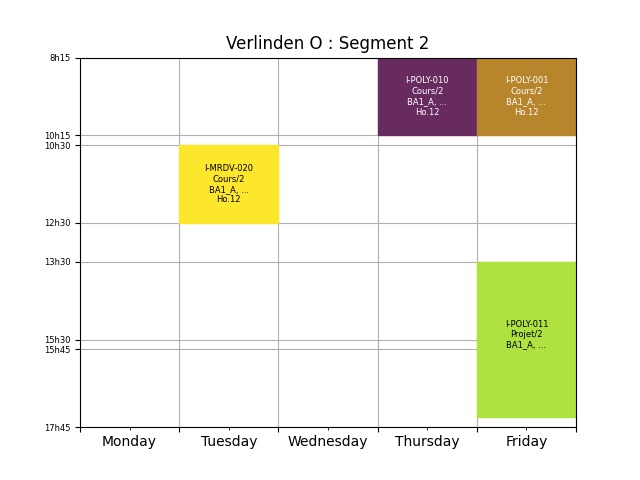 Verlinden O : Segment 2
8h15
10h15
10h30
12h30
13h30
15h30
15h45
17h45
I-POLY-010
Cours/2
BA1_A, ...
Ho.12
I-POLY-001
Cours/2
BA1_A, ...
Ho.12
I-MRDV-020
Cours/2
BA1_A, ...
Ho.12
I-POLY-011
Projet/2
BA1_A, ...
Monday
Tuesday
Wednesday
Thursday
Friday